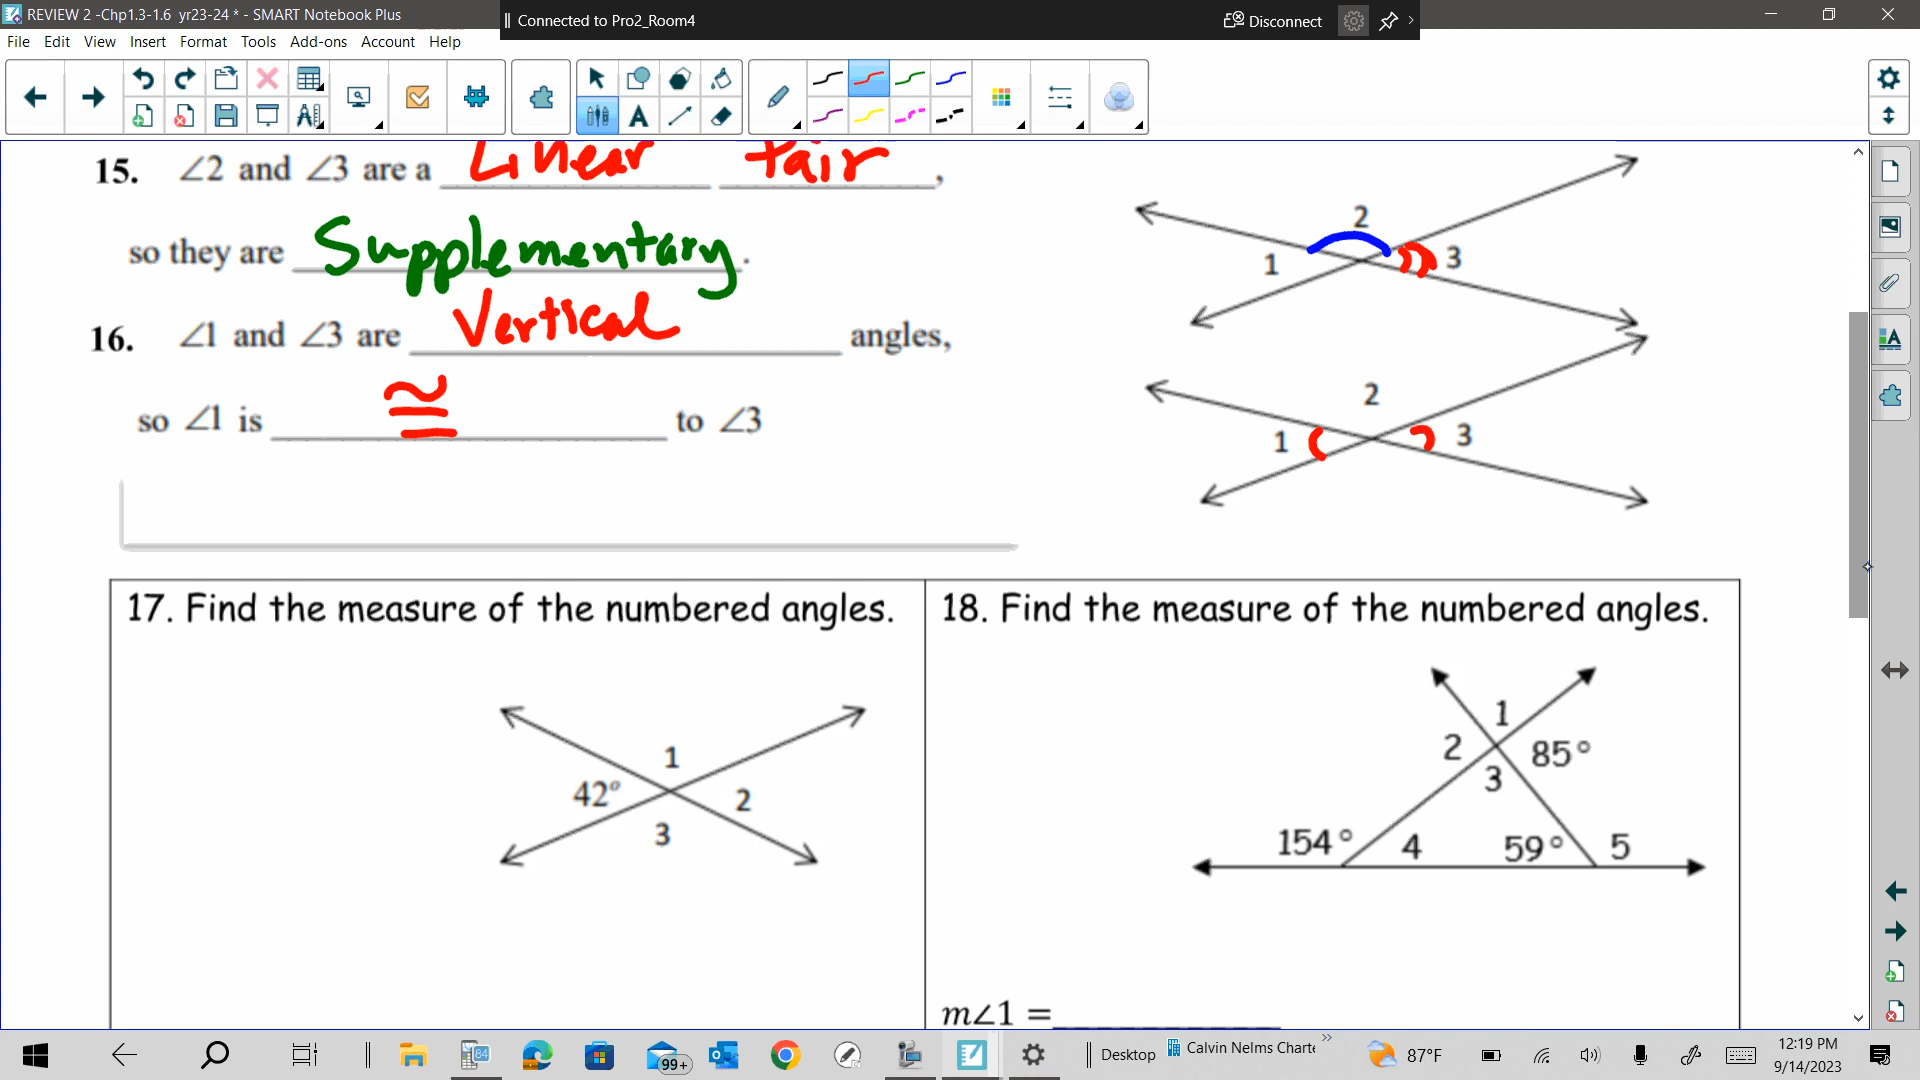 REVIEW 2 -Chp1.3-1.6 yr23-24 * - SMART Notebook Plus
Connected to Pro2_Room4
Disconnect
File Edit View Insert Format Tools Add-ons Account Help
15. ∠2 and ∠3 are a Linear Pair,
so they are Supplementary.
16. ∠1 and ∠3 are Vertical angles,
so ∠1 is ≅ to ∠3
2
1
3
2
1
3
17. Find the measure of the numbered angles.
1
42°
2
3
18. Find the measure of the numbered angles.
1
2
85°
3
154°
4
59°
5
m∠1 =
84
99+
Desktop
Calvin Nelms Charte
87°F
12:19 PM
9/14/2023